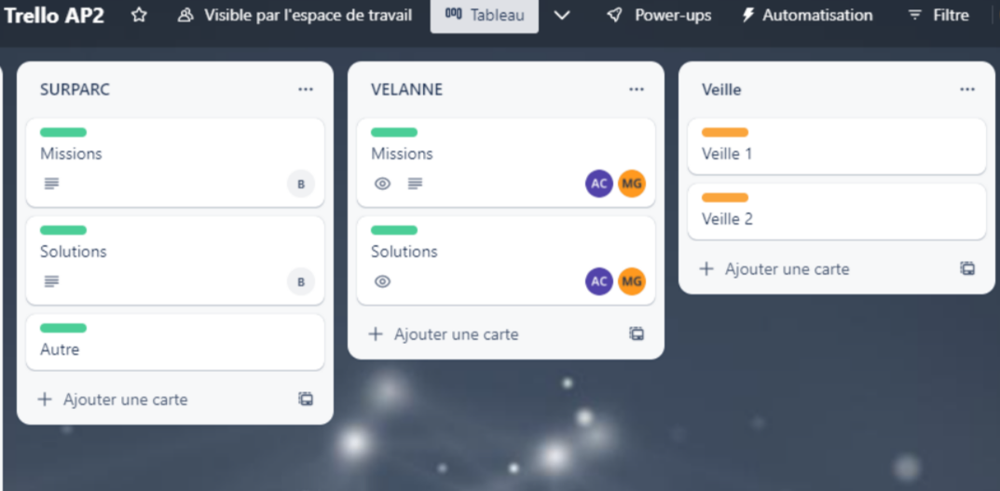 Trello AP2 Visible par l'espace de travail Tableau Power-ups Automatisation Filtre
SURPARC
Missions
B
Solutions
B
Autre
Ajouter une carte
VELANNE
Missions
AC MG
Solutions
AC MG
Ajouter une carte
Veille
Veille 1
Veille 2
Ajouter une carte